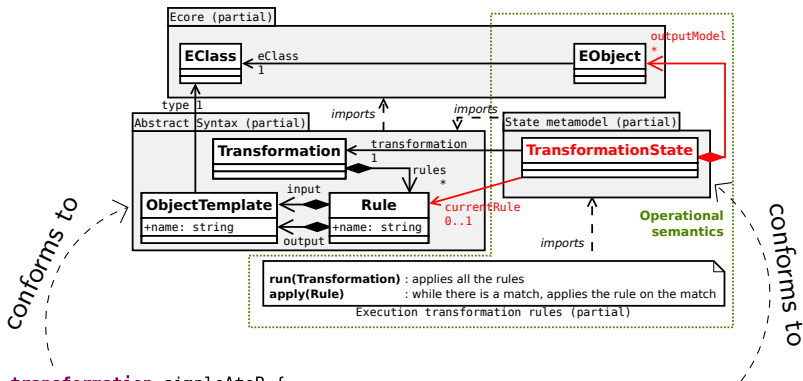 Ecore (partial)
EClass
eClass
1
EObject
outputModel
*
type 1
imports
imports
Abstract Syntax (partial)
State metamodel (partial)
Transformation
transformation
1
TransformationState
rules
*
input
ObjectTemplate
+name: string
Rule
+name: string
output
currentRule
0..1
Operational
semantics
imports
conforms to
conforms to
run(Transformation) : applies all the rules
apply(Rule) : while there is a match, applies the rule on the match
Execution transformation rules (partial)
transformation simpleAtoB {